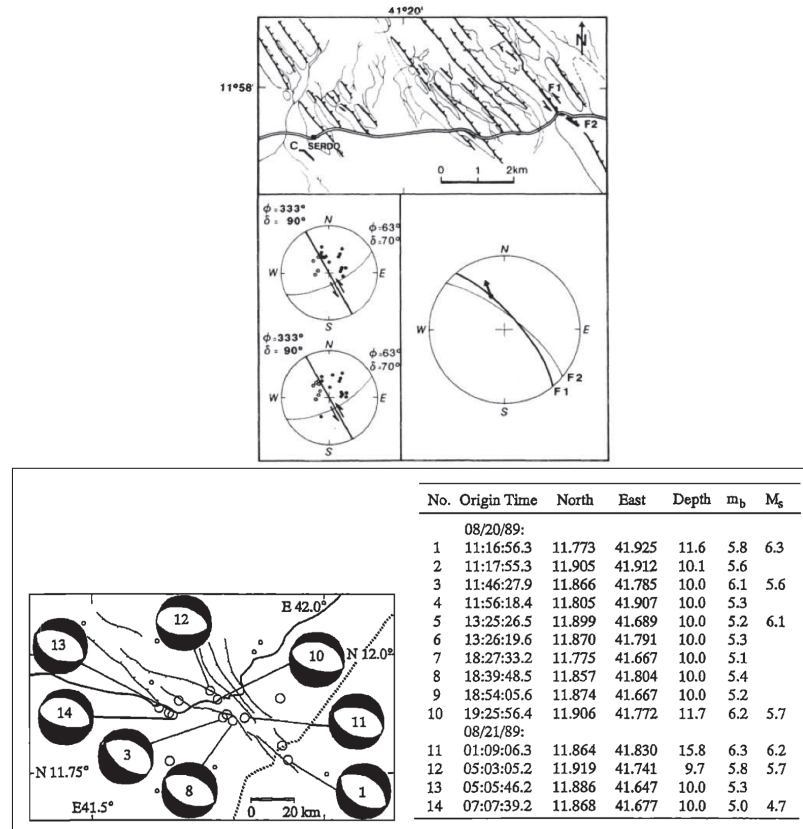 41°20'
11°58'
N
F1
F2
C SERDO
0 1 2km
ϕ=333°
δ= 90°
ϕ=63°
δ=70°
N
W
E
S
ϕ=333°
δ= 90°
ϕ=63°
δ=70°
N
W
E
S
N
W
E
S
F2
F1
No. Origin Time North East Depth m_b M_s
08/20/89:
1 11:16:56.3 11.773 41.925 11.6 5.8 6.3
2 11:17:55.3 11.905 41.912 10.1 5.6
3 11:46:27.9 11.866 41.785 10.0 6.1 5.6
4 11:56:18.4 11.805 41.907 10.0 5.3
5 13:25:26.5 11.899 41.689 10.0 5.2 6.1
6 13:26:19.6 11.870 41.791 10.0 5.3
7 18:27:33.2 11.775 41.667 10.0 5.1
8 18:39:48.5 11.857 41.804 10.0 5.4
9 18:54:05.6 11.874 41.667 10.0 5.2
10 19:25:56.4 11.906 41.772 11.7 6.2 5.7
08/21/89:
11 01:09:06.3 11.864 41.830 15.8 6.3 6.2
12 05:03:05.2 11.919 41.741 9.7 5.8 5.7
13 05:05:46.2 11.886 41.647 10.0 5.3
14 07:07:39.2 11.868 41.677 10.0 5.0 4.7
E 42.0°
12
13
10
N 12.0°
14
11
3
8
1
N 11.75°
E41.5°
0 20 km